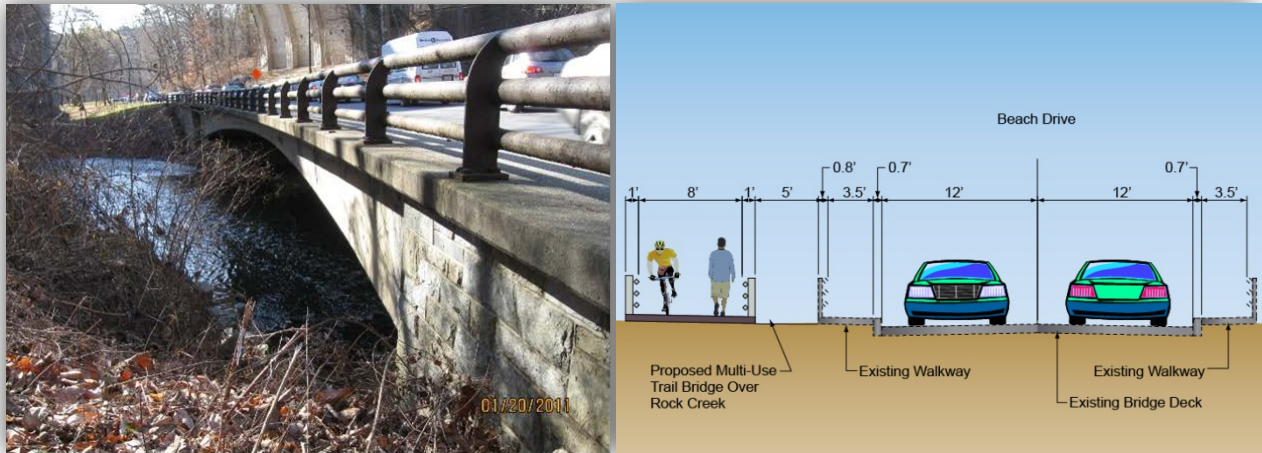 01/20/2011
Beach Drive
0.8' 0.7' 0.7'
1' 8' 1' 5' 3.5' 12' 12' 3.5'
Proposed Multi-Use
Trail Bridge Over
Rock Creek
Existing Walkway
Existing Walkway
Existing Bridge Deck